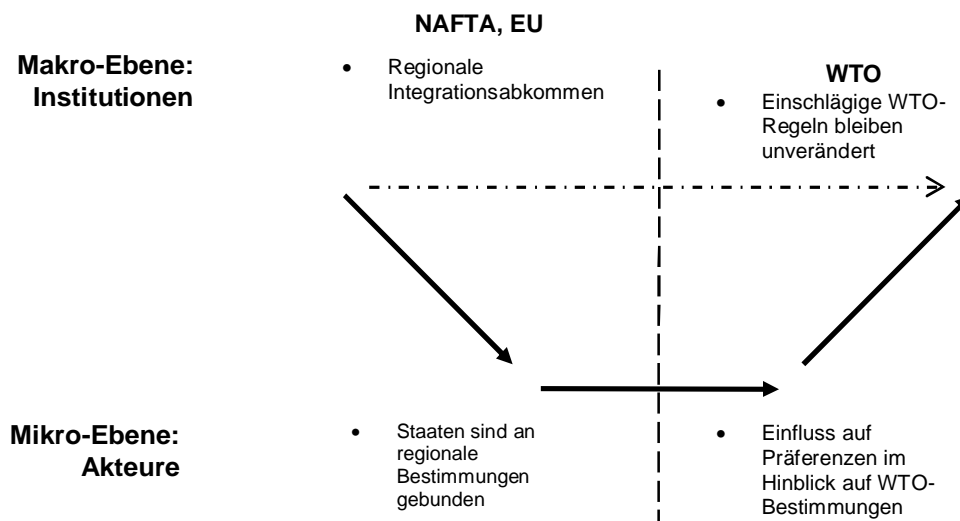 NAFTA, EU
Makro-Ebene:
Institutionen
• Regionale
Integrationsabkommen
WTO
• Einschlägige WTO-
Regeln bleiben
unverändert
Mikro-Ebene:
Akteure
• Staaten sind an
regionale
Bestimmungen
gebunden
• Einfluss auf
Präferenzen im
Hinblick auf WTO-
Bestimmungen